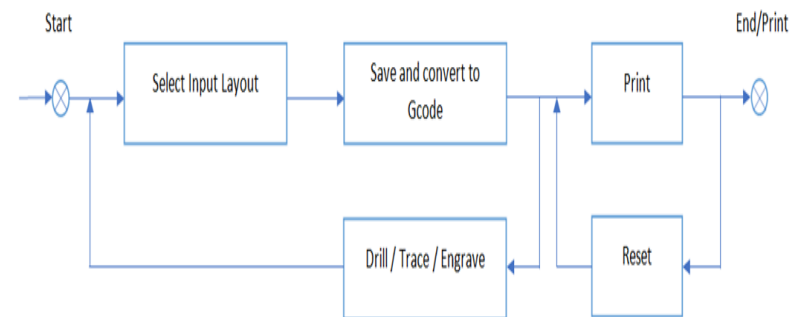 Start
End/Print
Select Input Layout
Save and convert to
Gcode
Print
Drill / Trace / Engrave
Reset